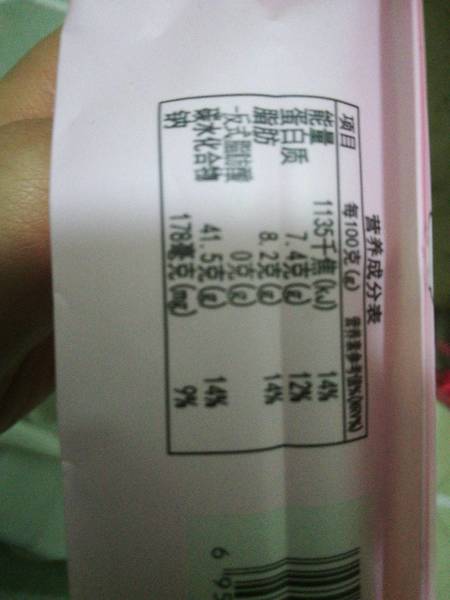 营养成分表
项目 每100克(g) 营养素参考值%(NRV%)
能量 1135千焦(kJ) 14%
蛋白质 7.4克(g) 12%
脂肪 8.2克(g) 14%
-反式脂肪酸 0克(g)
碳水化合物 41.5克(g) 14%
钠 178毫克(mg) 9%
6 95